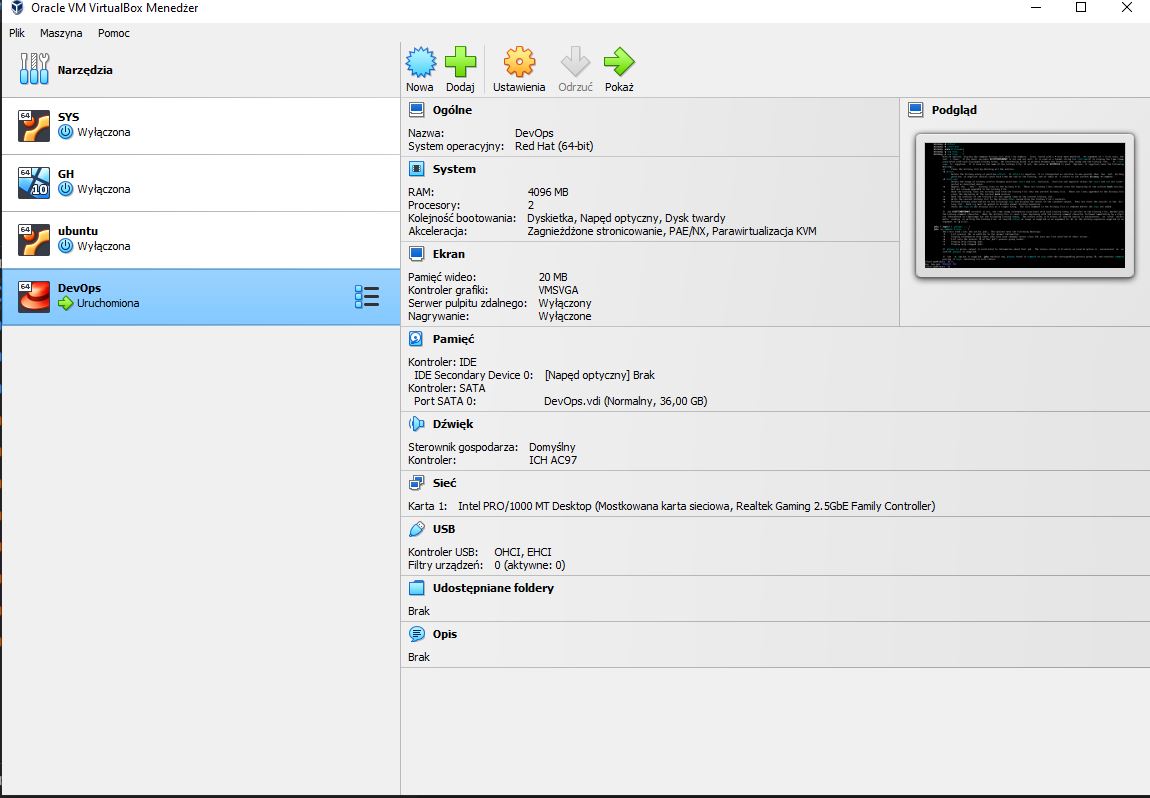 Oracle VM VirtualBox Menedżer
Plik Maszyna Pomoc
Narzędzia
Nowa Dodaj Ustawienia Odrzuć Pokaż
64
SYS
Wyłączona
64
10
GH
Wyłączona
64
ubuntu
Wyłączona
64
DevOps
Uruchomiona
Ogólne
Nazwa: DevOps
System operacyjny: Red Hat (64-bit)
System
RAM: 4096 MB
Procesory: 2
Kolejność bootowania: Dyskietka, Napęd optyczny, Dysk twardy
Akceleracja: Zagnieżdżone stronicowanie, PAE/NX, Parawirtualizacja KVM
Ekran
Pamięć wideo: 20 MB
Kontroler grafiki: VMSVGA
Serwer pulpitu zdalnego: Wyłączony
Nagrywanie: Wyłączone
Pamięć
Kontroler: IDE
IDE Secondary Device 0: [Napęd optyczny] Brak
Kontroler: SATA
Port SATA 0: DevOps.vdi (Normalny, 36,00 GB)
Dźwięk
Sterownik gospodarza: Domyślny
Kontroler: ICH AC97
Sieć
Karta 1: Intel PRO/1000 MT Desktop (Mostkowana karta sieciowa, Realtek Gaming 2.5GbE Family Controller)
USB
Kontroler USB: OHCI, EHCI
Filtry urządzeń: 0 (aktywne: 0)
Udostępniane foldery
Brak
Opis
Brak
Podgląd